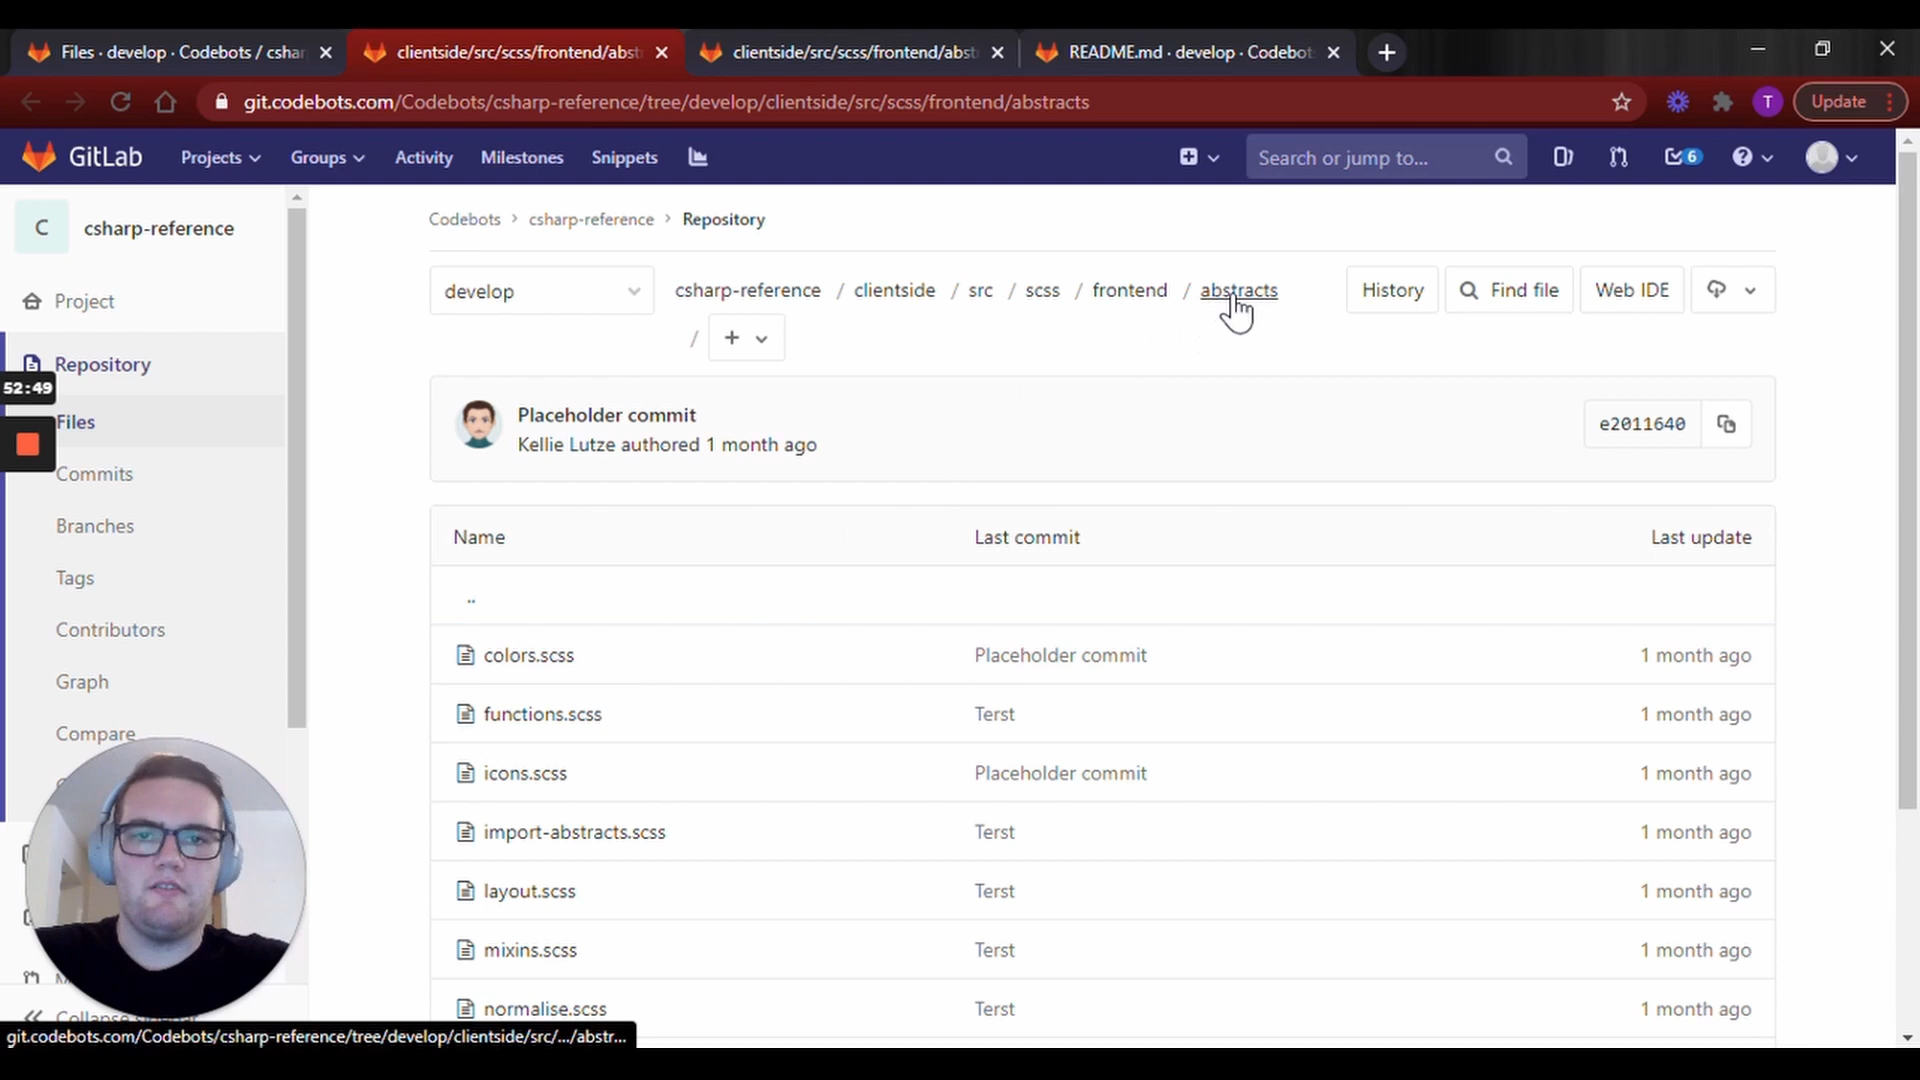 Files · develop · Codebots / cshar
clientside/src/scss/frontend/abst
clientside/src/scss/frontend/abst
README.md · develop · Codebot
git.codebots.com/Codebots/csharp-reference/tree/develop/clientside/src/scss/frontend/abstracts
T
Update
GitLab
Projects
Groups
Activity
Milestones
Snippets
Search or jump to...
6
C
csharp-reference
Codebots > csharp-reference > Repository
Project
develop
csharp-reference / clientside / src / scss / frontend / abstracts
/ +
History
Find file
Web IDE
Repository
52:49
Files
Commits
Branches
Tags
Contributors
Graph
Compare
Placeholder commit
Kellie Lutze authored 1 month ago
e2011640
Name Last commit Last update
..
colors.scss Placeholder commit 1 month ago
functions.scss Terst 1 month ago
icons.scss Placeholder commit 1 month ago
import-abstracts.scss Terst 1 month ago
layout.scss Terst 1 month ago
mixins.scss Terst 1 month ago
normalise.scss Terst 1 month ago
Collapse sidebar
git.codebots.com/Codebots/csharp-reference/tree/develop/clientside/src/.../abstr...